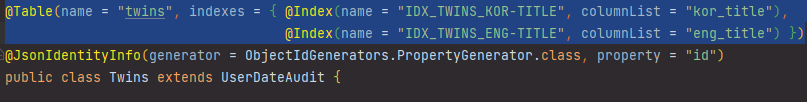 @Table(name = "twins", indexes = { @Index(name = "IDX_TWINS_KOR-TITLE", columnList = "kor_title"),
@Index(name = "IDX_TWINS_ENG-TITLE", columnList = "eng_title") })
@JsonIdentityInfo(generator = ObjectIdGenerators.PropertyGenerator.class, property = "id")
public class Twins extends UserDateAudit {